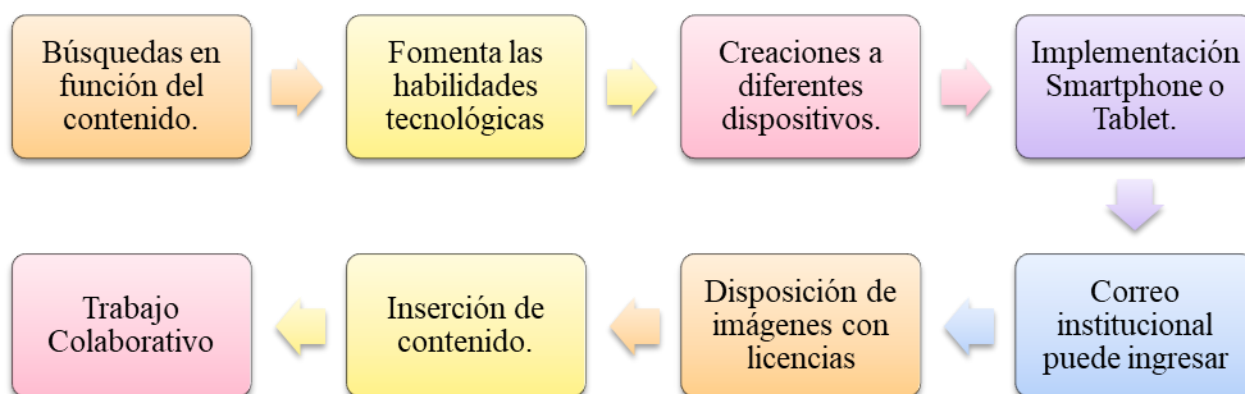 Búsquedas en
función del
contenido.
Fomenta las
habilidades
tecnológicas
Creaciones a
diferentes
dispositivos.
Implementación
Smartphone o
Tablet.
Correo
institucional
puede ingresar
Disposición de
imágenes con
licencias
Inserción de
contenido.
Trabajo
Colaborativo